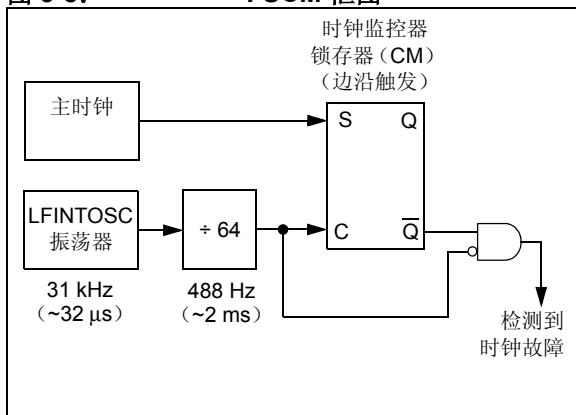 时钟监控器
锁存器（CM）
（边沿触发）
主时钟
S Q
LFINTOSC
振荡器
÷ 64
C Q
31 kHz
（~32 μs）
488 Hz
（~2 ms）
检测到
时钟故障